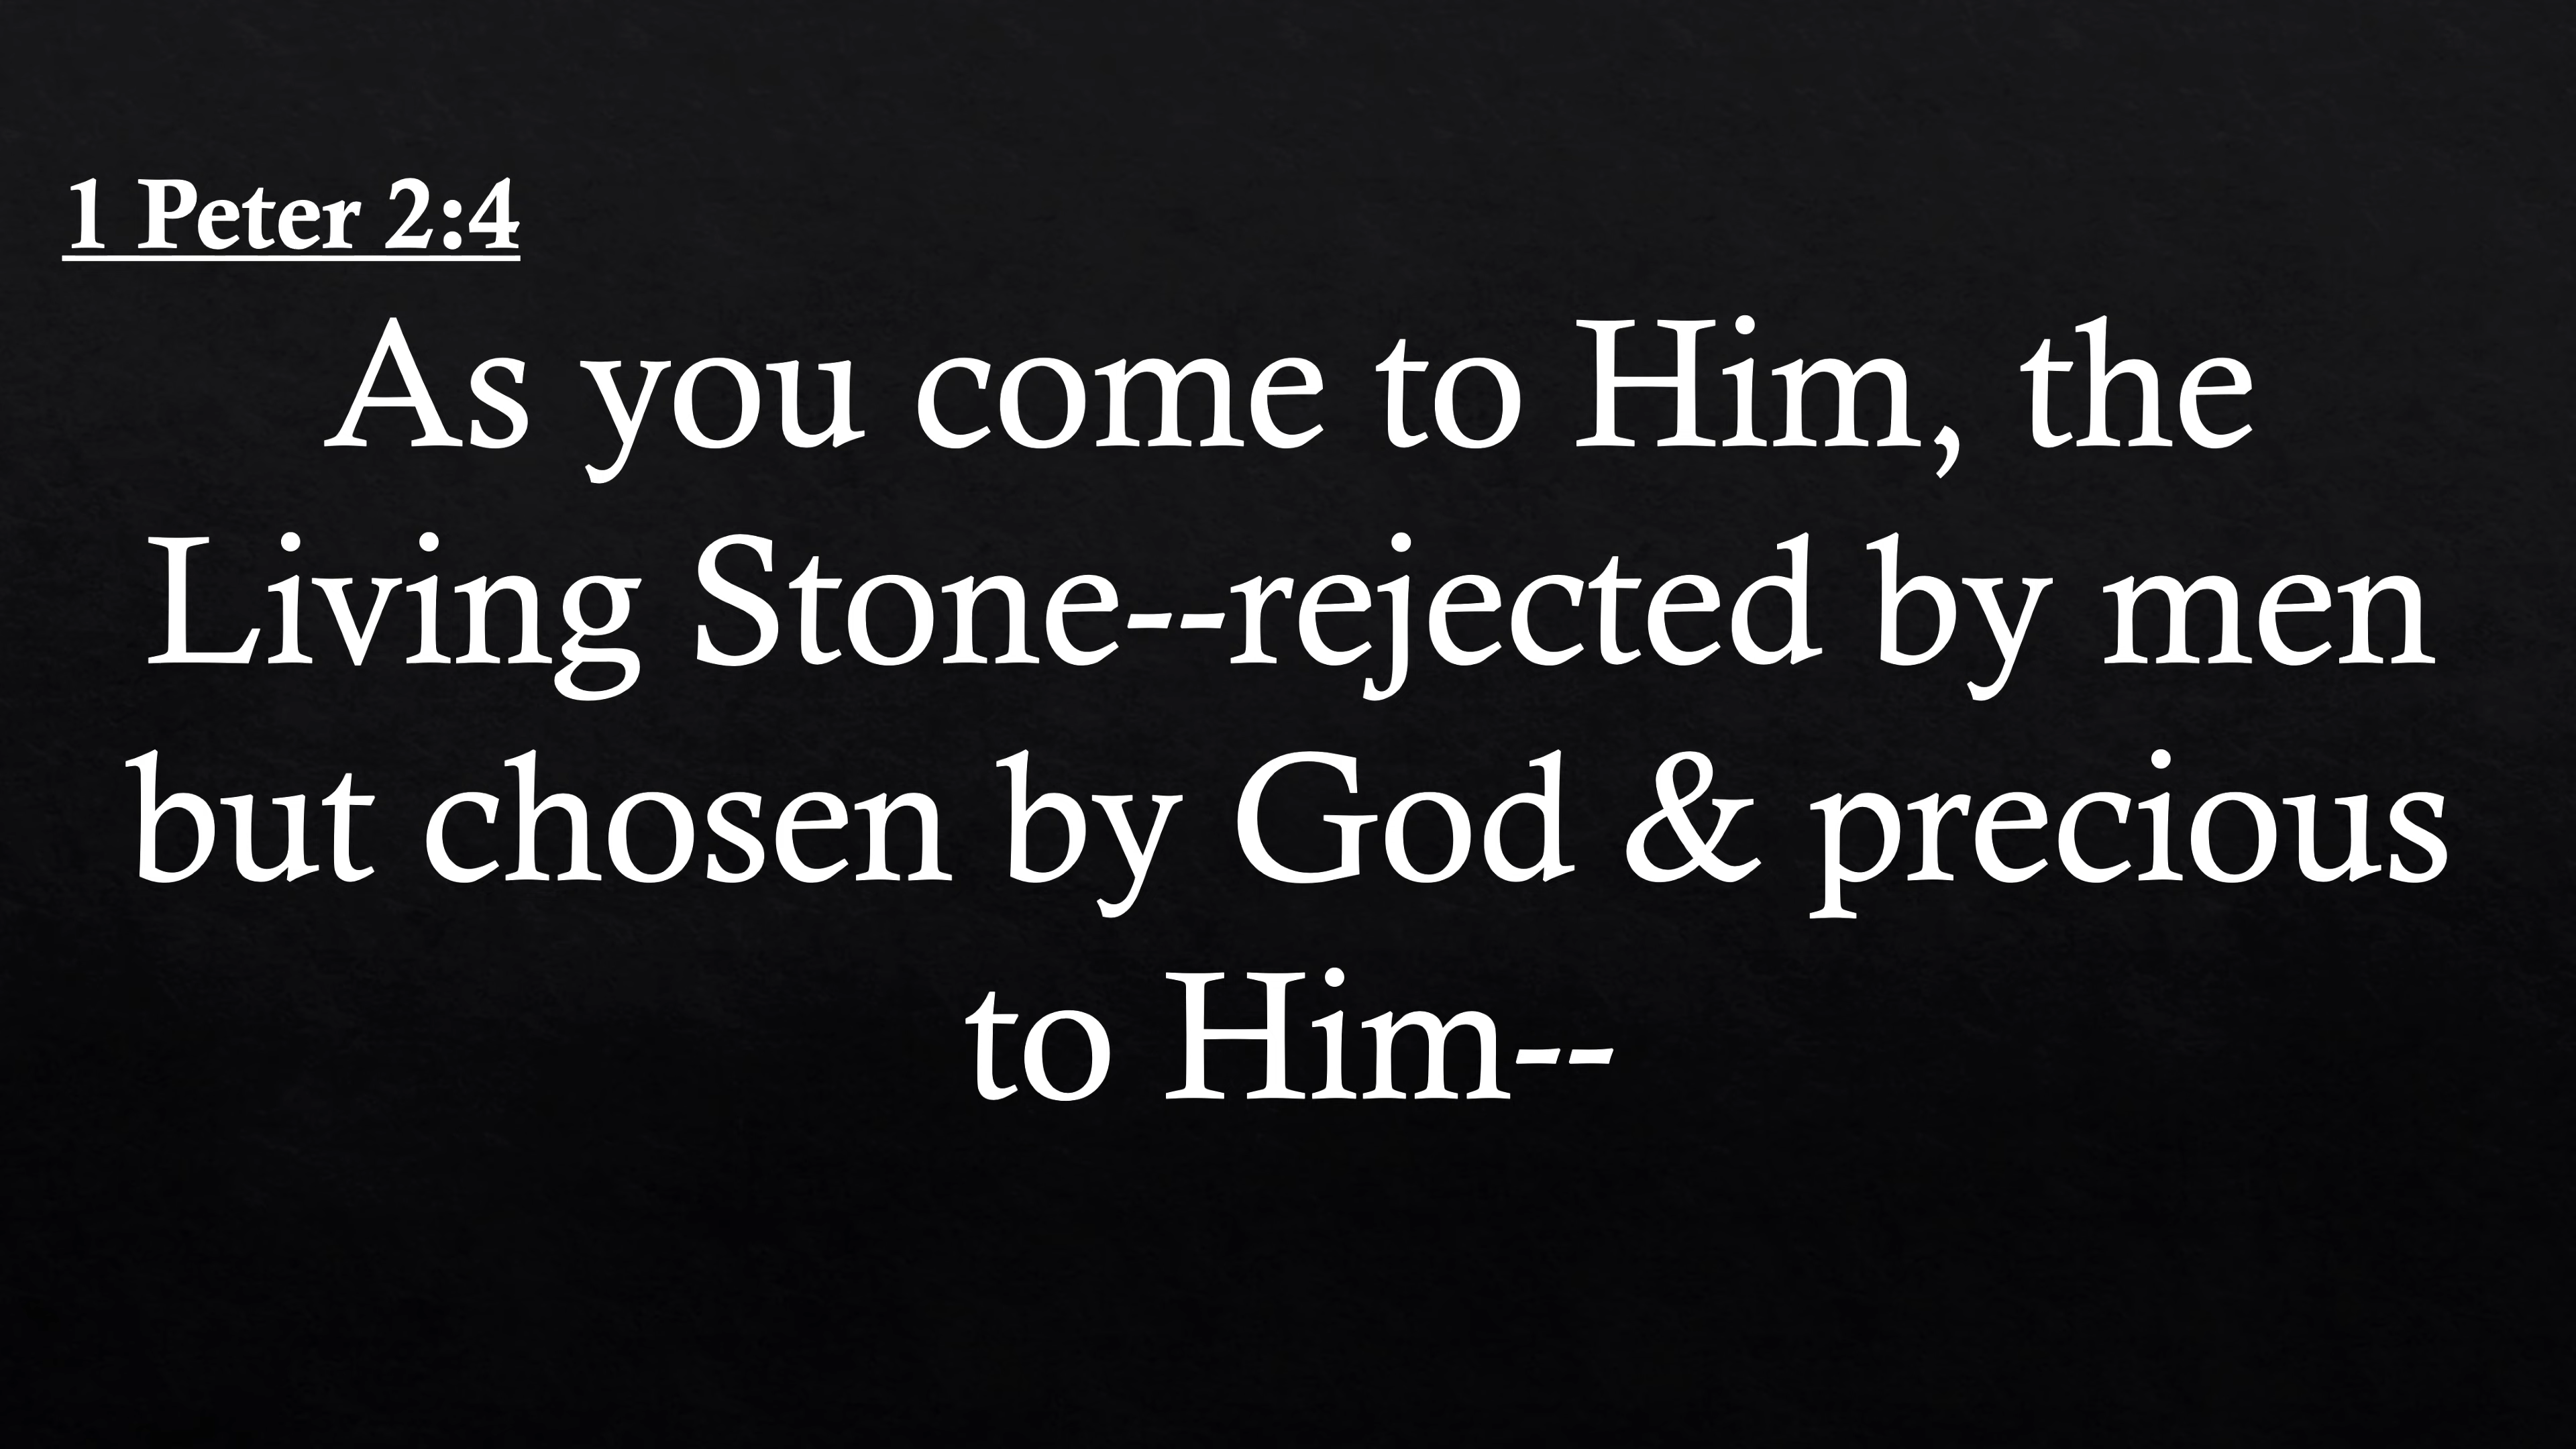 1 Peter 2:4
As you come to Him, the
Living Stone--rejected by men
but chosen by God & precious
to Him--